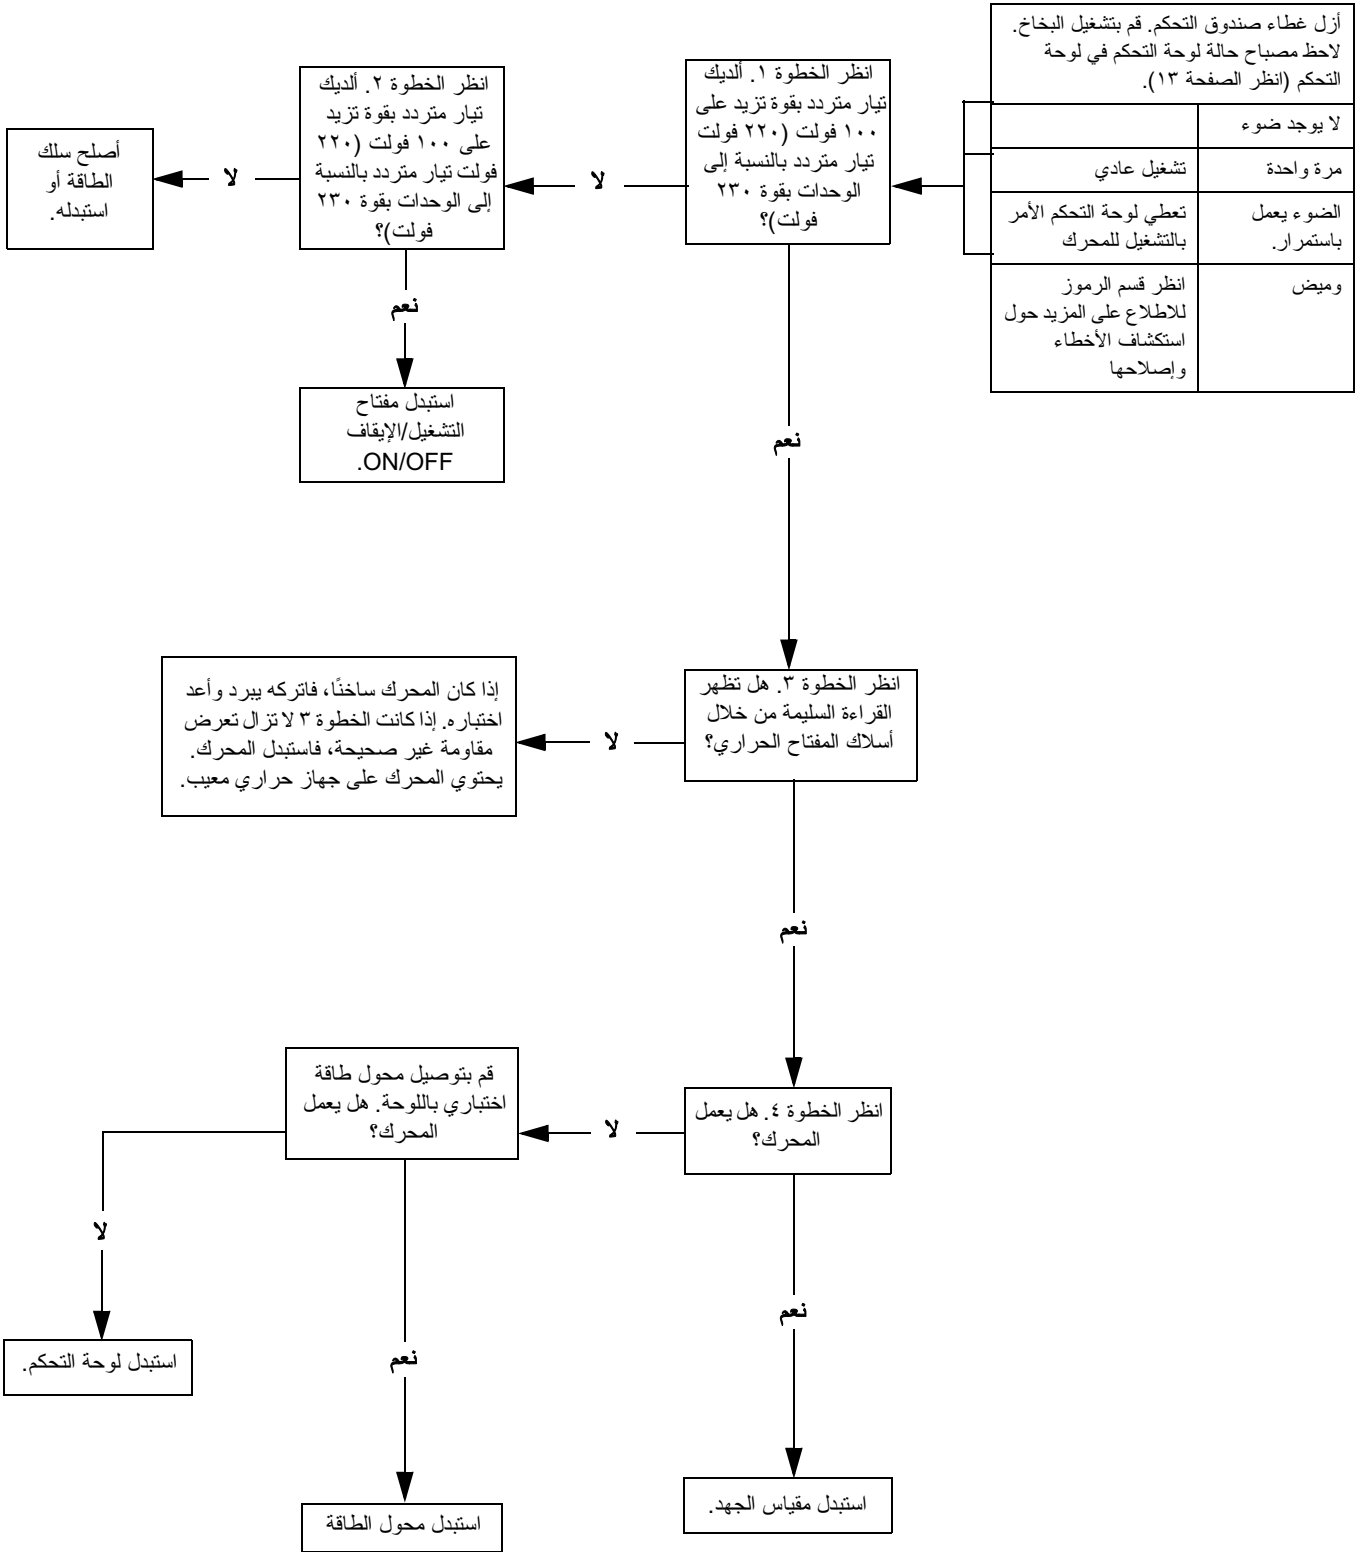 أزل غطاء صندوق التحكم. قم بتشغيل البخاخ.
لاحظ مصباح حالة لوحة التحكم في لوحة
التحكم (انظر الصفحة ١٣).
لا يوجد ضوء
مرة واحدة
تشغيل عادي
الضوء يعمل
باستمرار.
تعطي لوحة التحكم الأمر
بالتشغيل للمحرك
وميض
انظر قسم الرموز
للاطلاع على المزيد حول
استكشاف الأخطاء
وإصلاحها
انظر الخطوة ١. ألديك
تيار متردد بقوة تزيد على
١٠٠ فولت (٢٢٠ فولت
تيار متردد بالنسبة إلى
الوحدات بقوة ٢٣٠
فولت)؟
لا
انظر الخطوة ٢. ألديك
تيار متردد بقوة تزيد
على ١٠٠ فولت (٢٢٠
فولت تيار متردد بالنسبة
إلى الوحدات بقوة ٢٣٠
فولت)؟
لا
أصلح سلك
الطاقة أو
استبدله.
نعم
استبدل مفتاح
التشغيل/الإيقاف
ON/OFF.
نعم
انظر الخطوة ٣. هل تظهر
القراءة السليمة من خلال
أسلاك المفتاح الحراري؟
لا
إذا كان المحرك ساخنًا، فاتركه يبرد وأعد
اختباره. إذا كانت الخطوة ٣ لا تزال تعرض
مقاومة غير صحيحة، فاستبدل المحرك.
يحتوي المحرك على جهاز حراري معيب.
نعم
انظر الخطوة ٤. هل يعمل
المحرك؟
لا
قم بتوصيل محول طاقة
اختباري باللوحة. هل يعمل
المحرك؟
لا
استبدل لوحة التحكم.
نعم
استبدل محول الطاقة
نعم
استبدل مقياس الجهد.